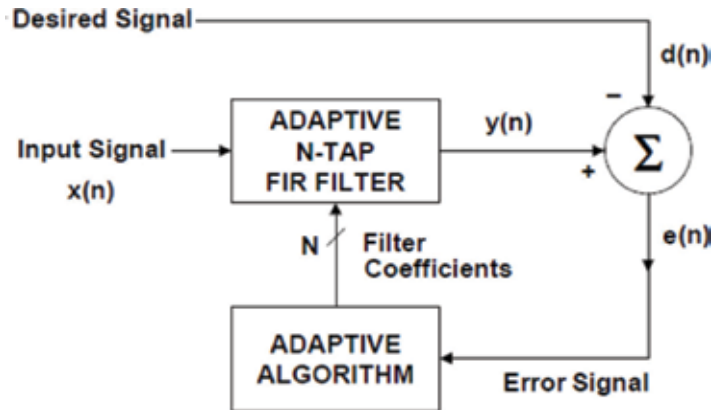 Desired Signal
d(n)
−
ADAPTIVE
N-TAP
FIR FILTER
y(n)
Input Signal
x(n)
+
Σ
N
Filter
Coefficients
e(n)
ADAPTIVE
ALGORITHM
Error Signal